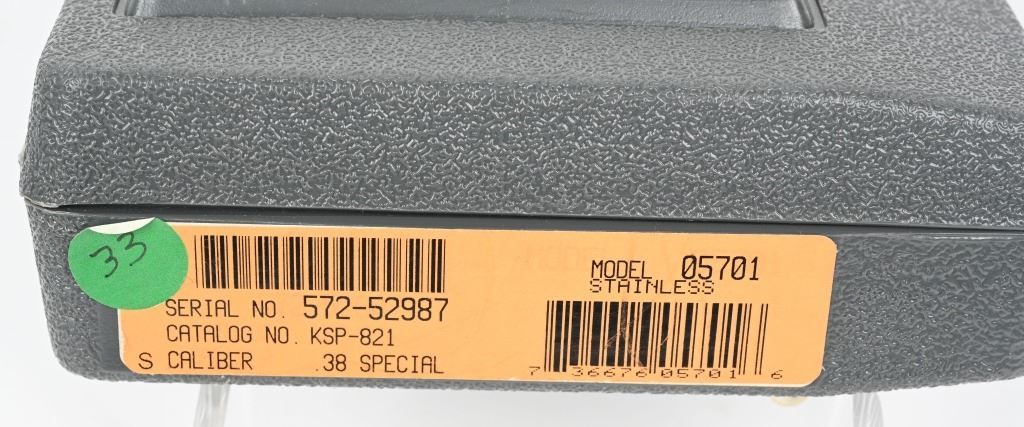 33
MODEL 05701
STAINLESS
SERIAL NO. 572-52987
CATALOG NO. KSP-821
S CALIBER .38 SPECIAL
7 36676 05701 6